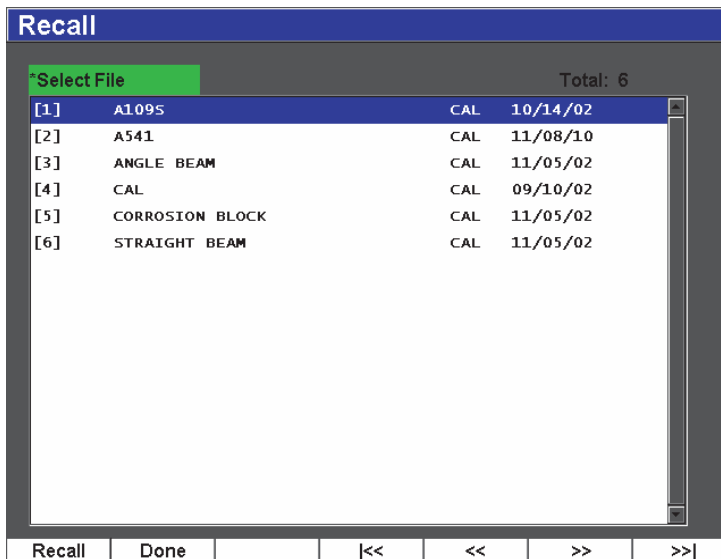 Recall
*Select File Total: 6
[1] A109S CAL 10/14/02
[2] A541 CAL 11/08/10
[3] ANGLE BEAM CAL 11/05/02
[4] CAL CAL 09/10/02
[5] CORROSION BLOCK CAL 11/05/02
[6] STRAIGHT BEAM CAL 11/05/02
Recall Done |<< << >> >>|